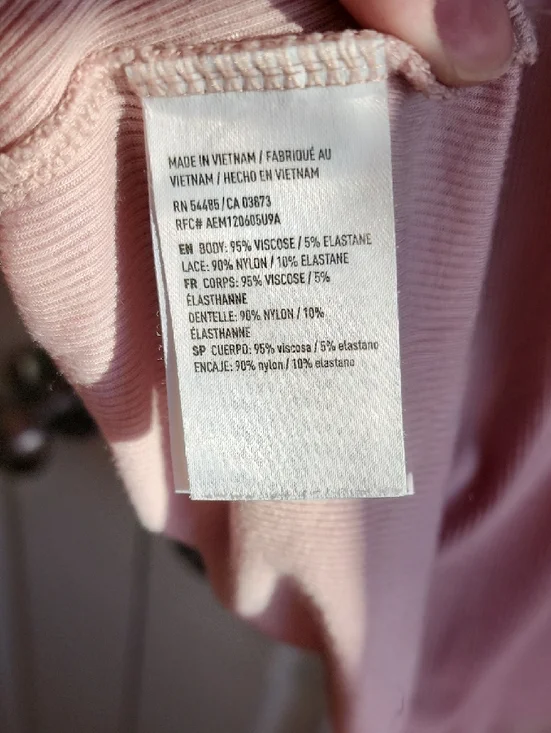 MADE IN VIETNAM / FABRIQUÉ AU
VIETNAM / HECHO EN VIETNAM
RN 54485 / CA 03873
RFC# AEM120605U9A
EN BODY: 95% VISCOSE / 5% ELASTANE
LACE: 90% NYLON / 10% ELASTANE
FR CORPS: 95% VISCOSE / 5%
ÉLASTHANNE
DENTELLE: 90% NYLON / 10%
ÉLASTHANNE
SP CUERPO: 95% viscosa / 5% elastano
ENCAJE: 90% nylon / 10% elastano